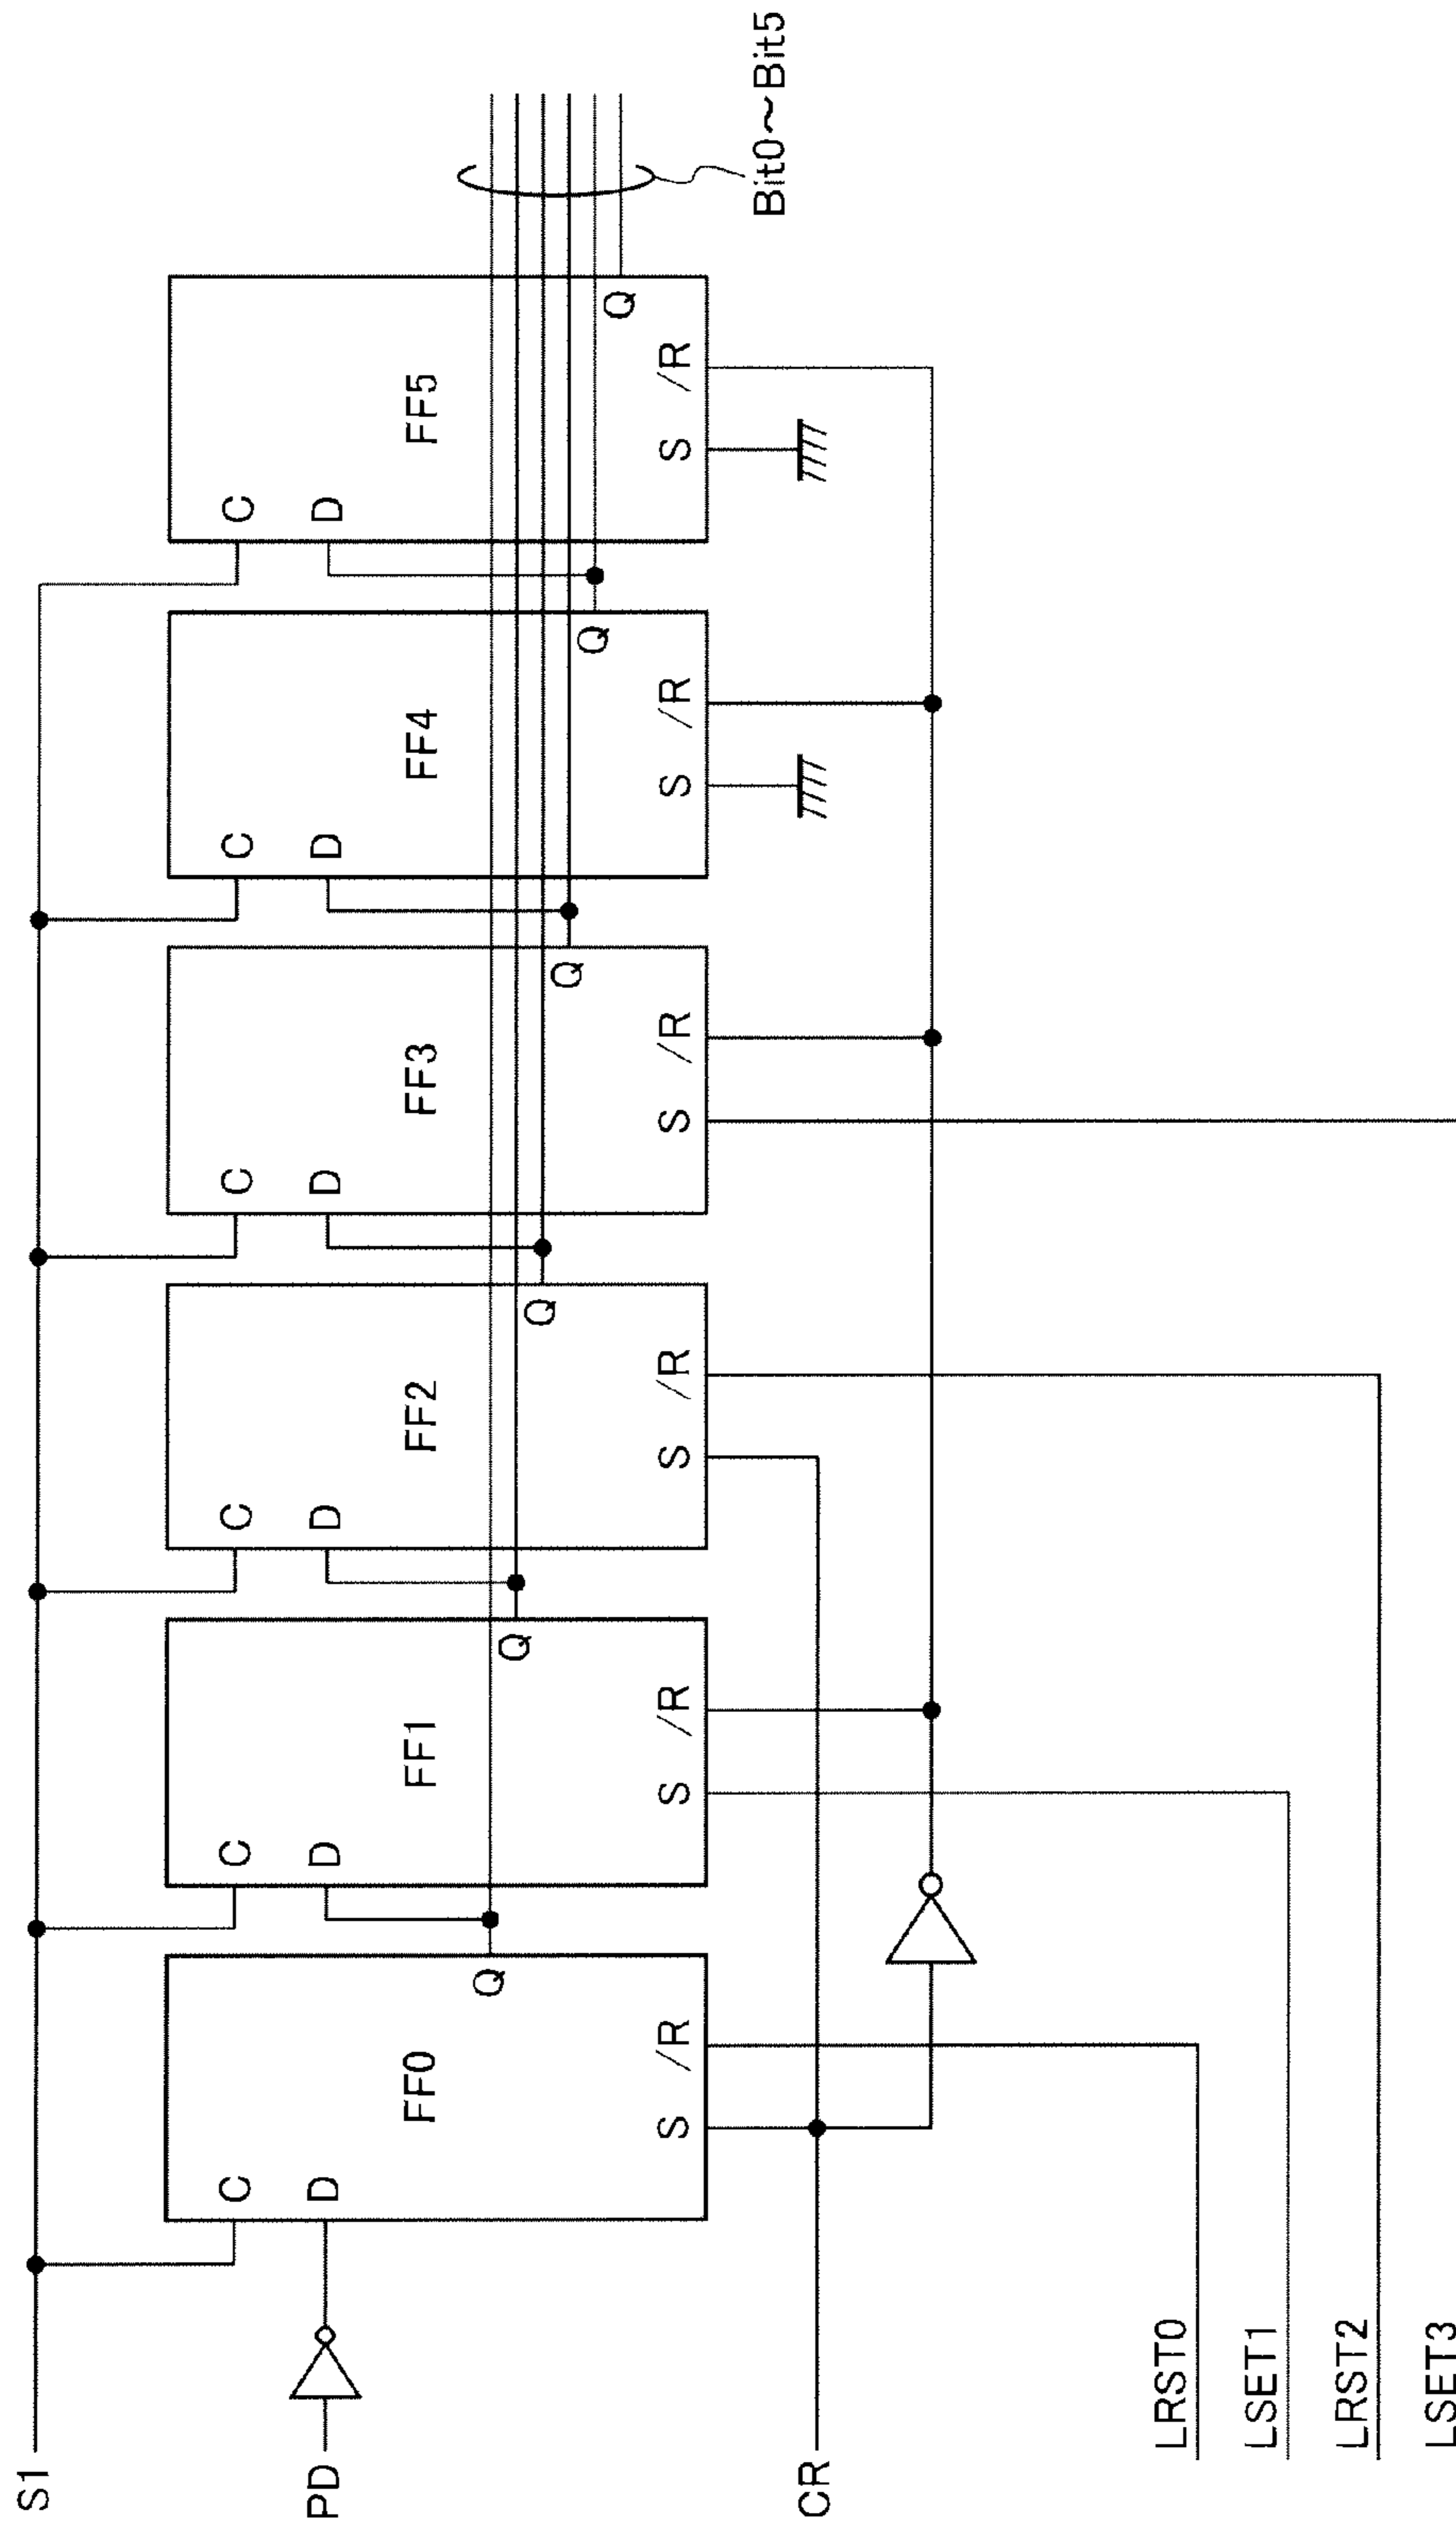 S1
PD
CR
LRST0
LSET1
LRST2
LSET3
C
D
FF0
Q
S
/R
C
D
FF1
Q
S
/R
C
D
FF2
Q
S
/R
C
D
FF3
Q
S
/R
C
D
FF4
Q
S
/R
C
D
FF5
Q
S
/R
Bit0~Bit5